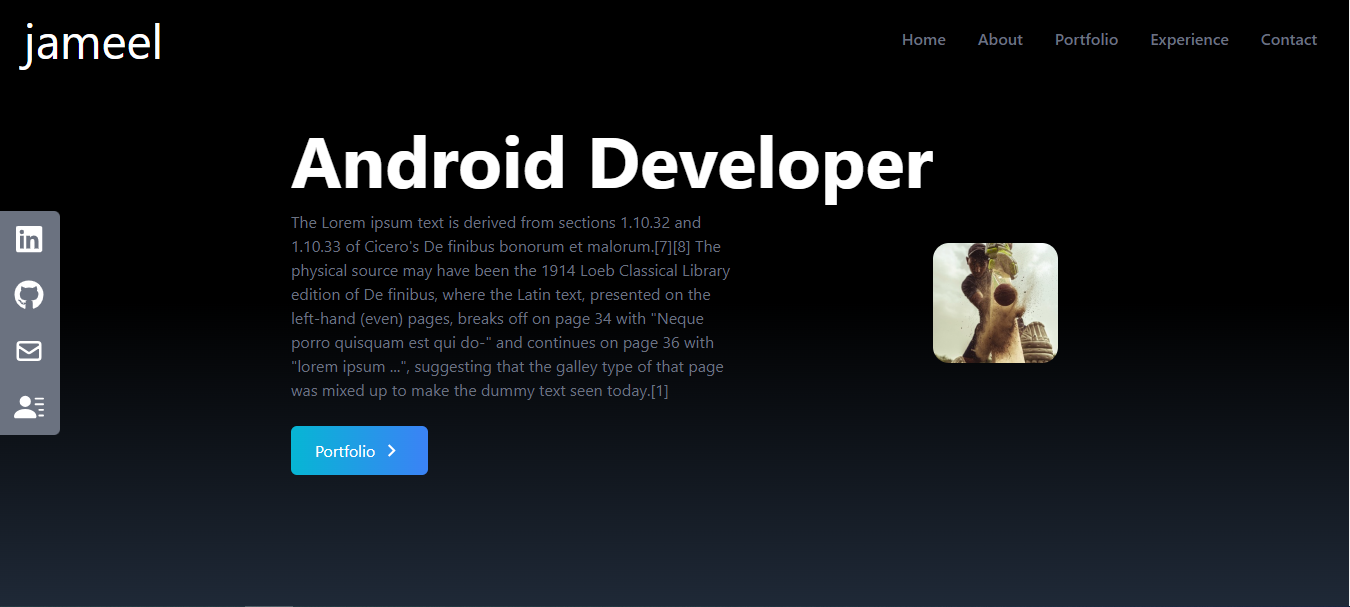 jameel
Home
About
Portfolio
Experience
Contact
Android Developer
The Lorem ipsum text is derived from sections 1.10.32 and
1.10.33 of Cicero's De finibus bonorum et malorum.[7][8] The
physical source may have been the 1914 Loeb Classical Library
edition of De finibus, where the Latin text, presented on the
left-hand (even) pages, breaks off on page 34 with "Neque
porro quisquam est qui do-" and continues on page 36 with
"lorem ipsum ...", suggesting that the galley type of that page
was mixed up to make the dummy text seen today.[1]
in
Portfolio